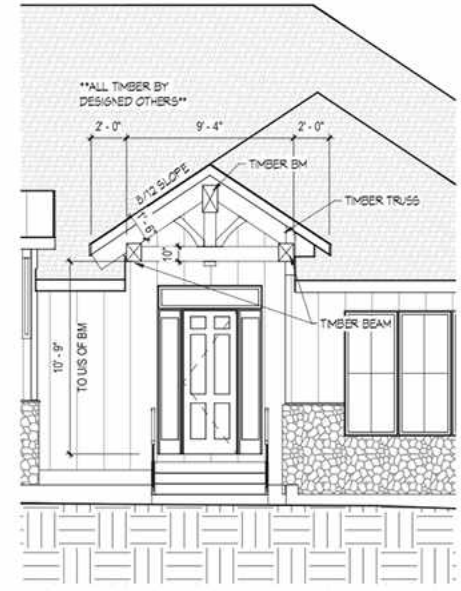 **ALL TIMBER BY
DESIGNED OTHERS**
2' - 0"
9' - 4"
2' - 0"
TIMBER BM
8/12 SLOPE
1' - 6"
TIMBER TRUSS
10"
TIMBER BEAM
10' - 9"
TO U/S OF BM